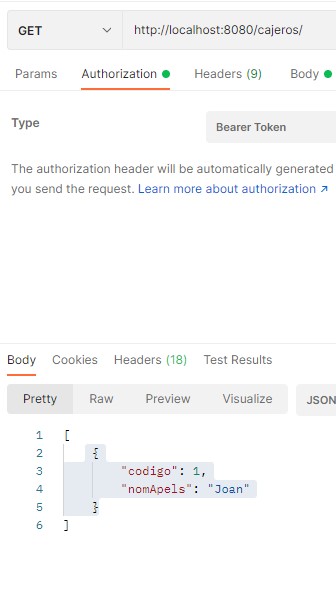 GET http://localhost:8080/cajeros/
Params Authorization Headers (9) Body
Type Bearer Token
The authorization header will be automatically generated
you send the request. Learn more about authorization ↗
Body Cookies Headers (18) Test Results
Pretty Raw Preview Visualize JSON
1 [
2 {
3 "codigo": 1,
4 "nomApels": "Joan"
5 }
6 ]